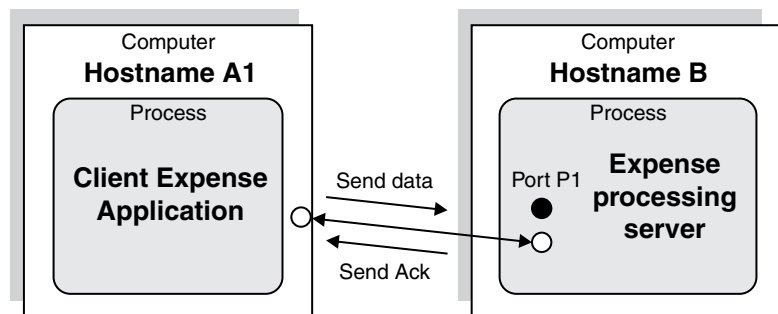 Computer
Hostname A1
Process
Client Expense
Application
Send data
Send Ack
Computer
Hostname B
Process
Port P1
Expense
processing
server